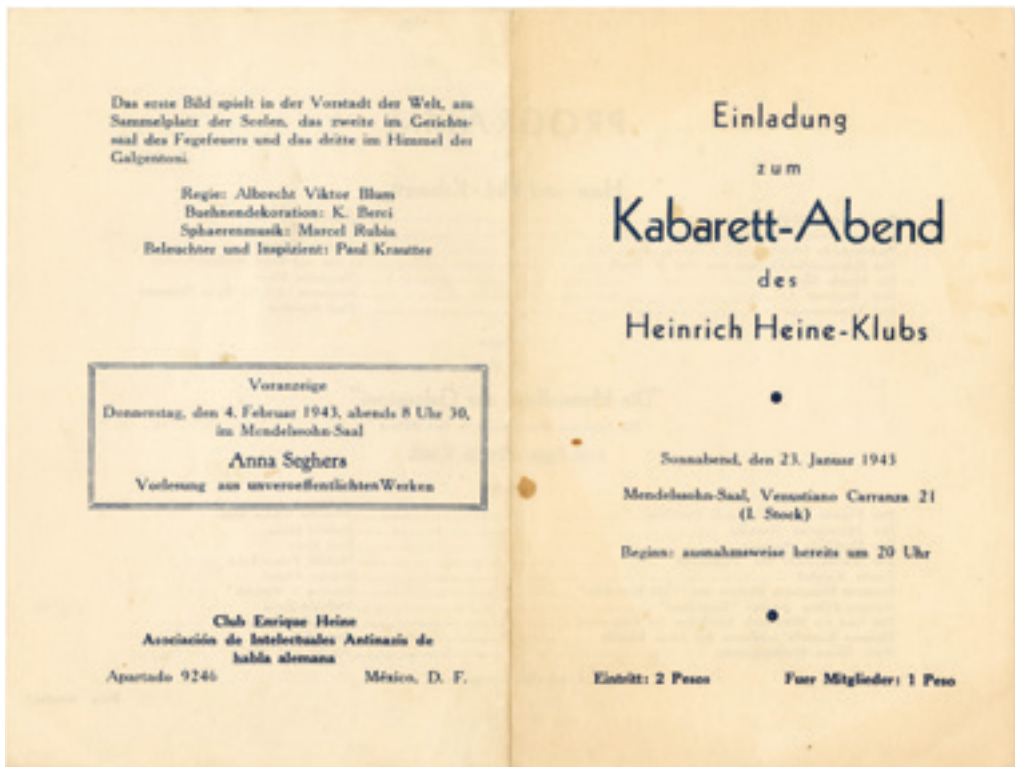 Das erste Bild spielt in der Vorstadt der Welt, am
Sammelplatz der Seelen, das zweite im Gerichts-
saal des Fegefeuers und das dritte im Himmel der
Galgentoni.
Regie: Albrecht Viktor Blum
Buehnendekoration: K. Berci
Sphaerenmusik: Marcel Rubin
Beleuchter und Inspizient: Paul Krautter
Voranzeige
Donnerstag, den 4. Februar 1943, abends 8 Uhr 30,
im Mendelssohn-Saal
Anna Seghers
Vorlesung aus unveroeffentlichten Werken
Club Enrique Heine
Asociación de Intelectuales Antinazis de
habla alemana
Apartado 9246 México, D. F.
Einladung
zum
Kabarett-Abend
des
Heinrich Heine-Klubs
Sonnabend, den 23. Januar 1943
Mendelssohn-Saal, Venustiano Carranza 21
(I. Stock)
Beginn: ausnahmsweise bereits um 20 Uhr
Eintritt: 2 Pesos Fuer Mitglieder: 1 Peso